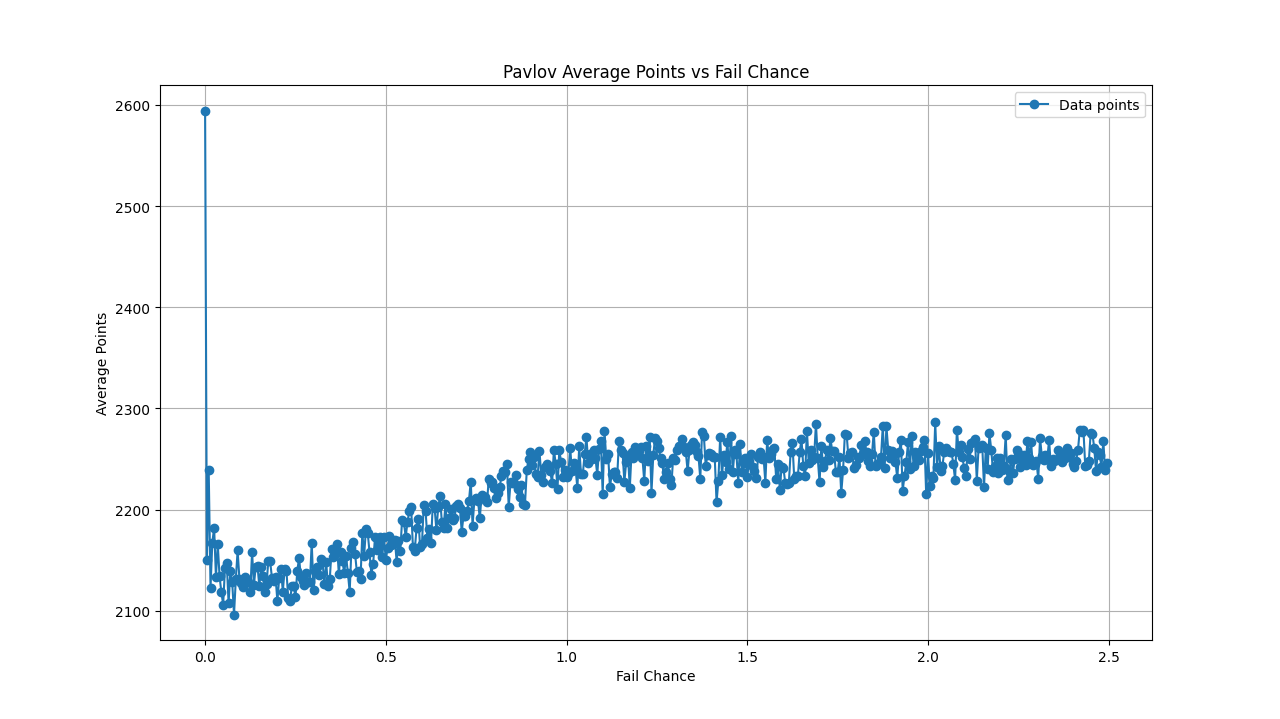 Pavlov Average Points vs Fail Chance
Data points
2600
2500
2400
2300
2200
2100
Average Points
0.0 0.5 1.0 1.5 2.0 2.5
Fail Chance